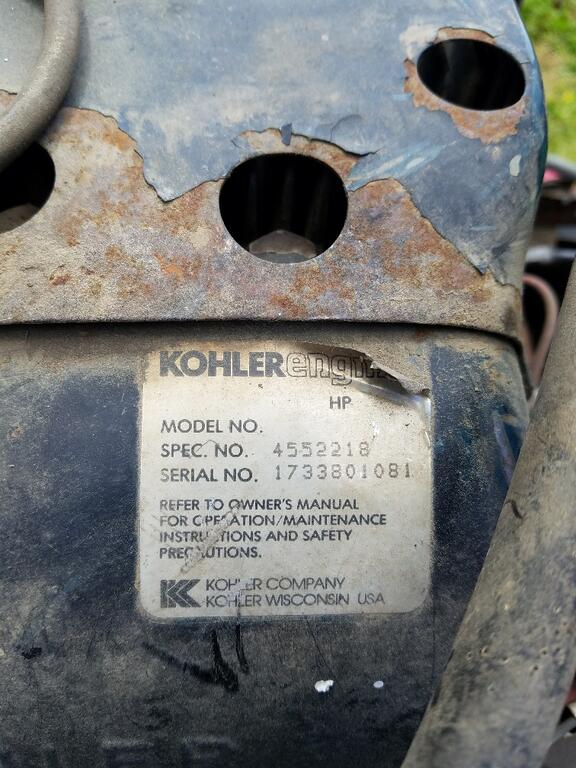 KOHLERengines
HP
MODEL NO.
SPEC. NO. 4552218
SERIAL NO. 1733801081
REFER TO OWNER'S MANUAL
FOR OPERATION/MAINTENANCE
INSTRUCTIONS AND SAFETY
PRECAUTIONS.
KOHLER COMPANY
KOHLER WISCONSIN USA